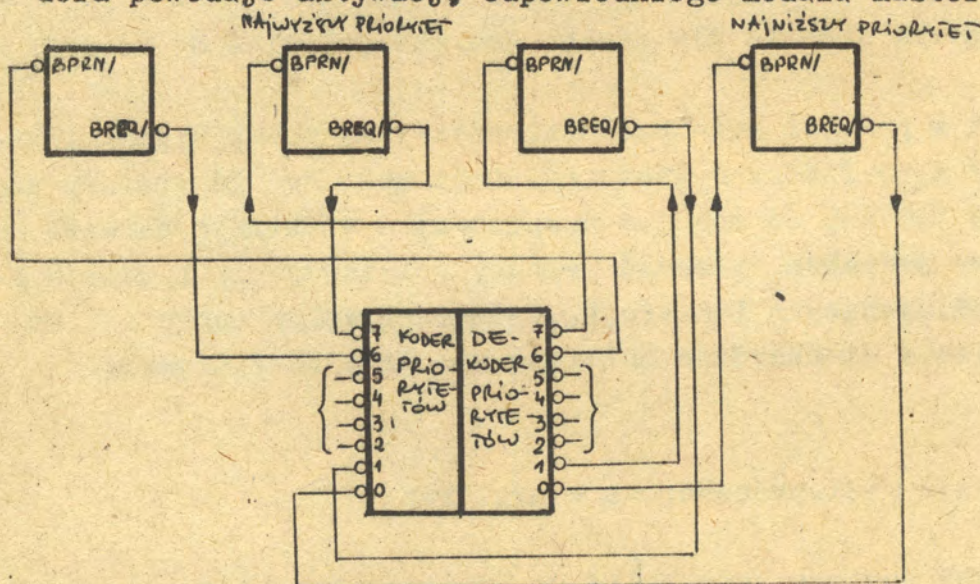 NAJWYŻSZY PRIORYTET
NAJNIŻSZY PRIORYTET
BPRN/
BREQ/
BPRN/
BREQ/
BPRN/
BREQ/
BPRN/
BREQ/
7
6
5
4
3
2
1
0
KODER
PRIO-
RYTE-
TÓW
DE-
KODER
PRIO-
RYTE-
TÓW
7
6
5
4
3
2
1
0